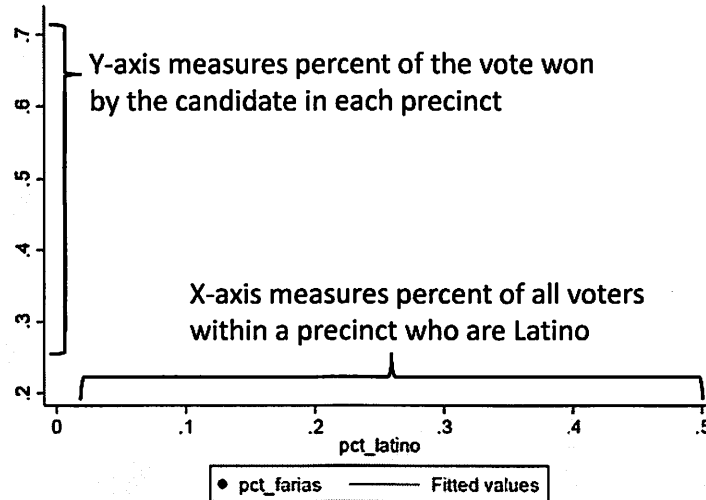 .7
Y-axis measures percent of the vote won
by the candidate in each precinct
.6
.5
.4
X-axis measures percent of all voters
within a precinct who are Latino
.3
.2
0 .1 .2 .3 .4 .5
pct_latino
pct_farias Fitted values